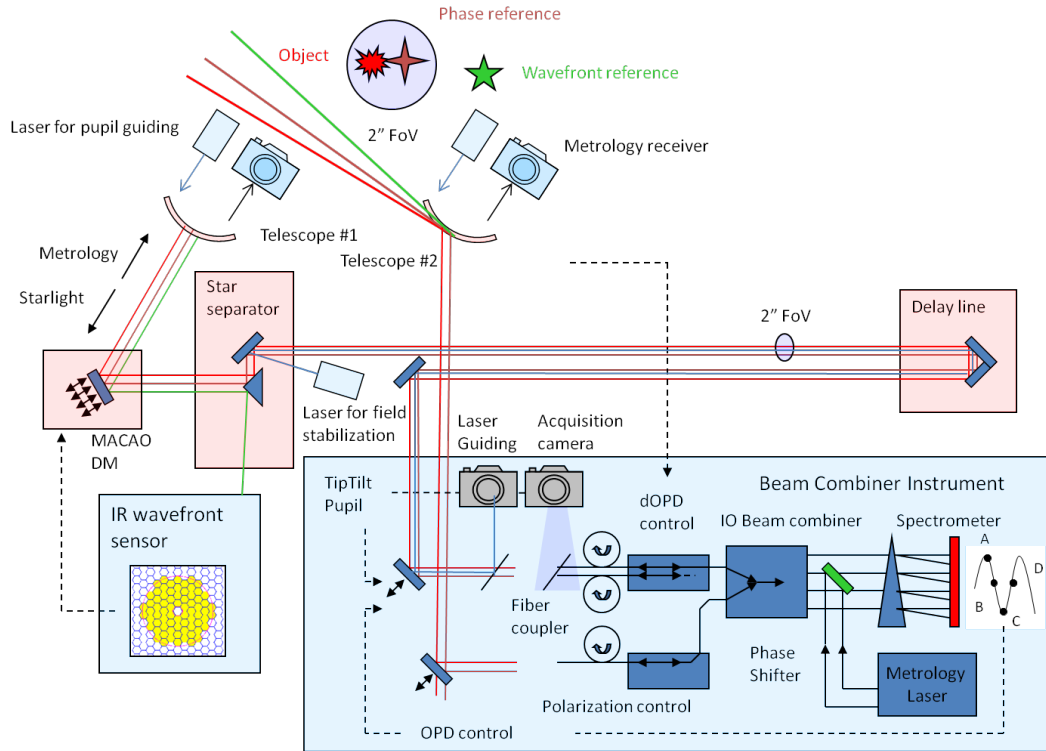 Phase reference
Object
Wavefront reference
2” FoV
Laser for pupil guiding
Metrology receiver
Telescope #1
Telescope #2
Metrology
Starlight
Star
separator
2” FoV
Delay line
MACAO
DM
Laser for field
stabilization
Laser
Guiding
Acquisition
camera
IR wavefront
sensor
TipTilt
Pupil
Beam Combiner Instrument
dOPD
control
IO Beam combiner
Spectrometer
A
D
B
C
Fiber
coupler
Phase
Shifter
Metrology
Laser
Polarization control
OPD control